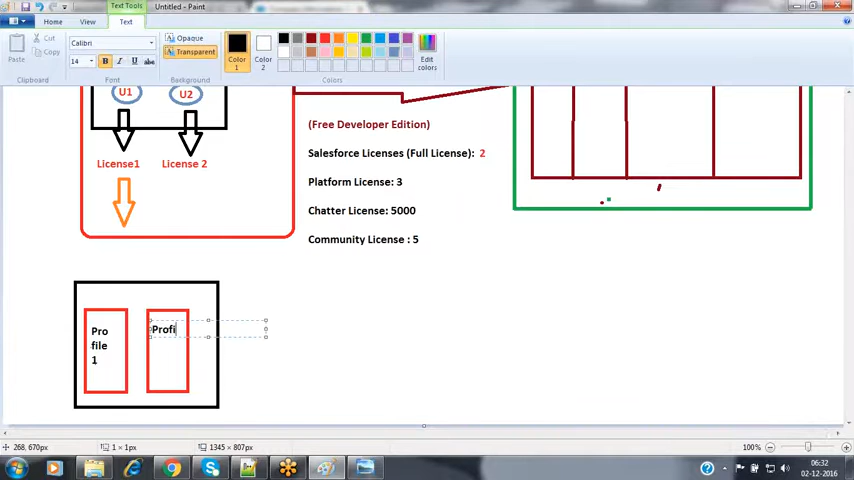 Text Tools
Untitled - Paint
Home
View
Text
Paste
Cut
Copy
Clipboard
Calibri
14
B
I
U
abc
Font
A Opaque
A Transparent
Background
Color
1
Color
2
Colors
Edit
colors
U1
U2
License1
License 2
(Free Developer Edition)
Salesforce Licenses (Full License): 2
Platform License: 3
Chatter License: 5000
Community License : 5
Pro
file
1
Profi
268, 670px
1 × 1px
1345 × 807px
100%
06:32
02-12-2016